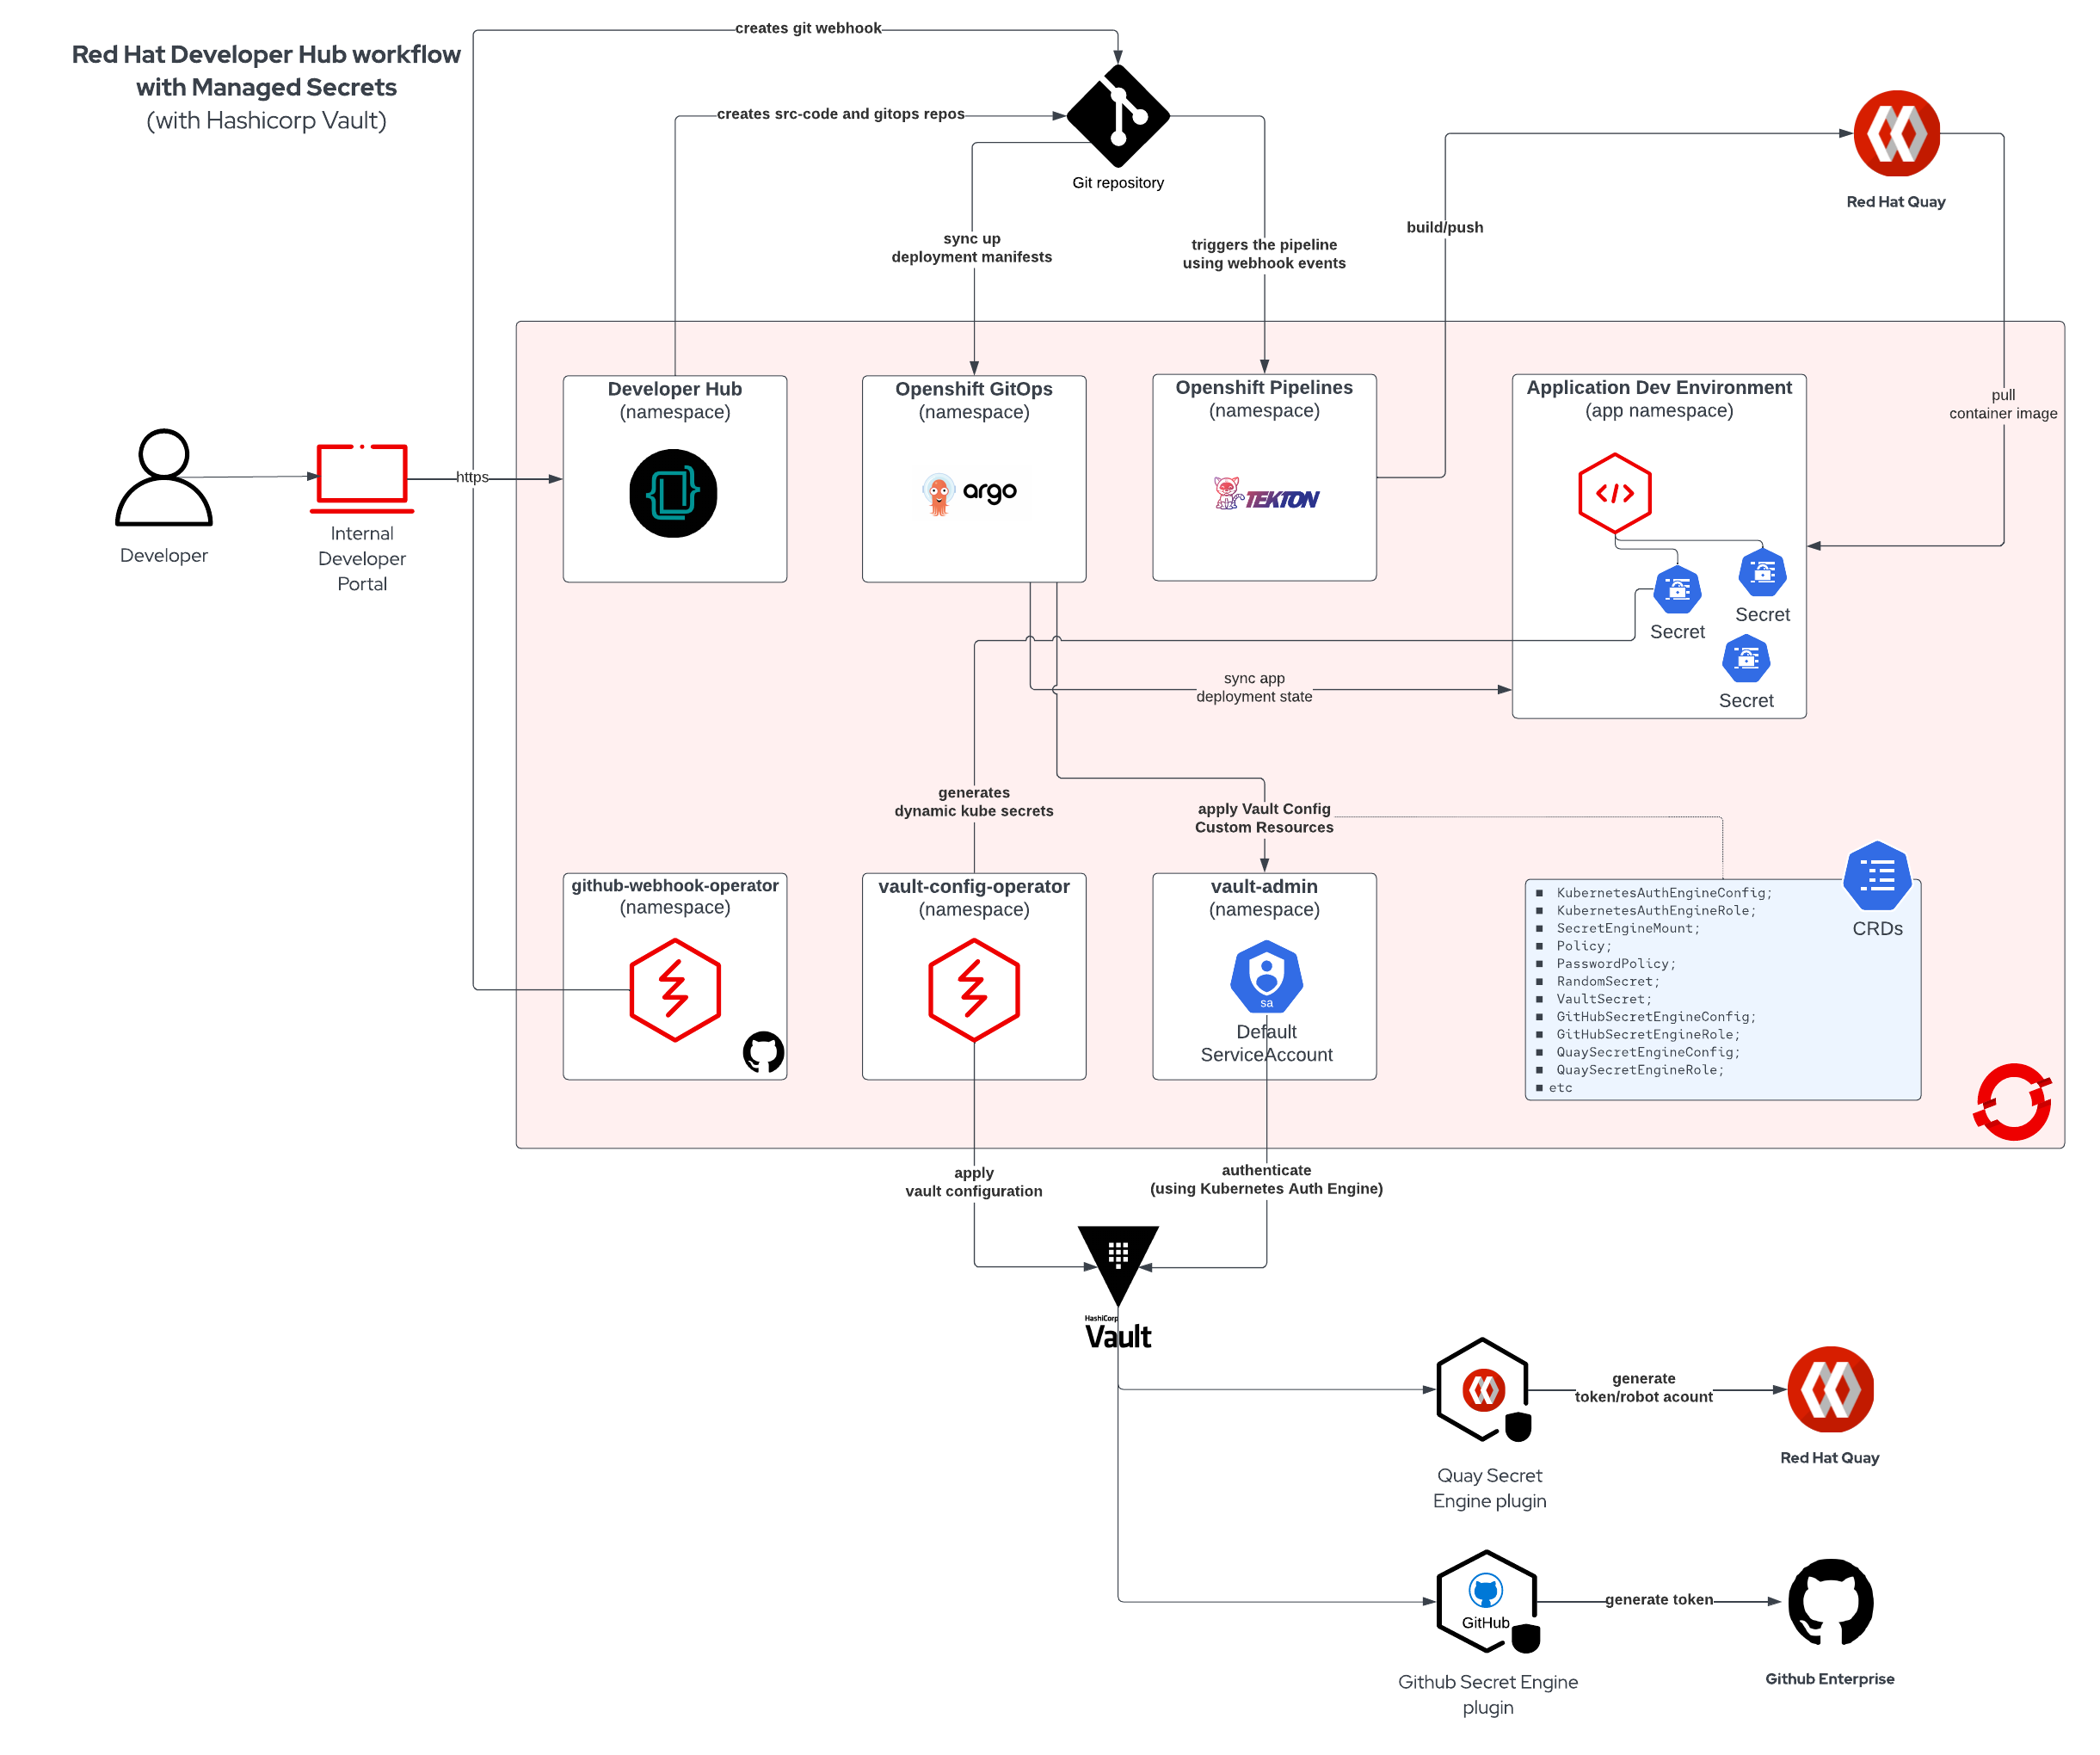 creates git webhook
Red Hat Developer Hub workflow
with Managed Secrets
(with Hashicorp Vault)
creates src-code and gitops repos
Git repository
Red Hat Quay
sync up
deployment manifests
triggers the pipeline
using webhook events
build/push
pull
container image
Developer Hub
(namespace)
Openshift GitOps
(namespace)
argo
Openshift Pipelines
(namespace)
TEKTON
Application Dev Environment
(app namespace)
https
Developer
Internal
Developer
Portal
Secret
Secret
Secret
sync app
deployment state
generates
dynamic kube secrets
apply Vault Config
Custom Resources
github-webhook-operator
(namespace)
vault-config-operator
(namespace)
vault-admin
(namespace)
sa
Default
ServiceAccount
CRDs
KubernetesAuthEngineConfig;
KubernetesAuthEngineRole;
SecretEngineMount;
Policy;
PasswordPolicy;
RandomSecret;
VaultSecret;
GitHubSecretEngineConfig;
GitHubSecretEngineRole;
QuaySecretEngineConfig;
QuaySecretEngineRole;
etc
apply
vault configuration
authenticate
(using Kubernetes Auth Engine)
HashiCorp
Vault
generate
token/robot acount
Quay Secret
Engine plugin
Red Hat Quay
GitHub
generate token
Github Secret Engine
plugin
Github Enterprise